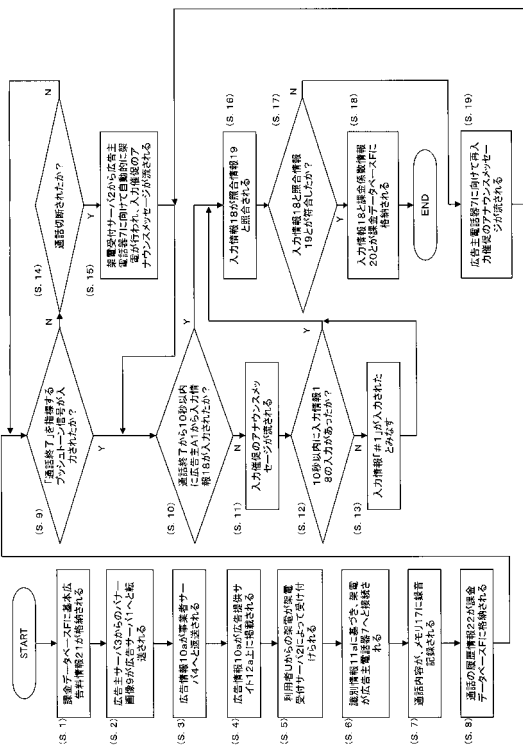 START
(S. 1)
課金データベースFに基本広
告料情報21が格納される
(S. 2)
広告主サーバ3からのバナー
画像9が広告サーバ1へと転
送される
(S. 3)
広告情報10aが事業者サー
バ4へと派送される
(S. 4)
広告情報10aが広告提供サ
イト12a上に掲載される
(S. 5)
利用者Uからの架電が架電
受付サーバ2によって受け付
けられる
(S. 6)
識別情報11aに基づき、架電
が広告主電話器7へと接続さ
れる
(S. 7)
通話内容が、メモリ17に録音
記録される
(S. 8)
通話の履歴情報22が課金
データベースFに格納される
(S. 9)
「通話終了」を指標する
プッシュトーン信号が入
力されたか？
N
Y
(S. 10)
通話終了から10秒以内
に広告主A1から入力情
報18が入力されたか？
Y
N
(S. 11)
入力催促のアナウンスメッ
セージが流される
(S. 12)
10秒以内に入力情報1
8の入力があったか？
Y
N
(S. 13)
入力情報「#1」が入力された
とみなす
(S. 14)
通話切断されたか？
N
Y
(S. 15)
架電受付サーバ2から広告主
電話器7に向けて自動的に架
電が行われ、入力催促のア
ナウンスメッセージが流される
(S. 16)
入力情報18が照合情報19
と照合される
(S. 17)
入力情報18と照合情報
19とが符合したか？
N
Y
(S. 18)
入力情報18と課金係数情報
20とが課金データベースFに
格納される
END
(S. 19)
広告主電話器7に向けて再入
力催促のアナウンスメッセー
ジが流される